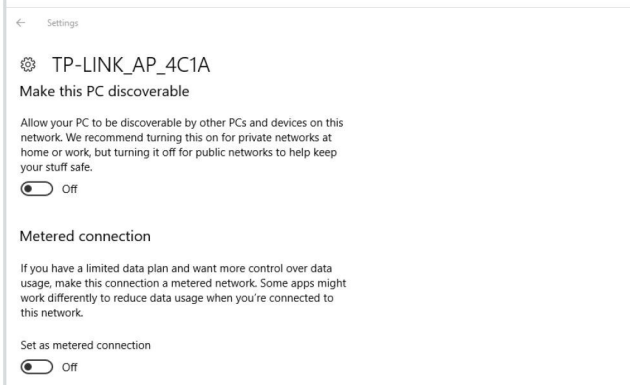 Settings
TP-LINK_AP_4C1A
Make this PC discoverable
Allow your PC to be discoverable by other PCs and devices on this
network. We recommend turning this on for private networks at
home or work, but turning it off for public networks to help keep
your stuff safe.
Off
Metered connection
If you have a limited data plan and want more control over data
usage, make this connection a metered network. Some apps might
work differently to reduce data usage when you're connected to
this network.
Set as metered connection
Off